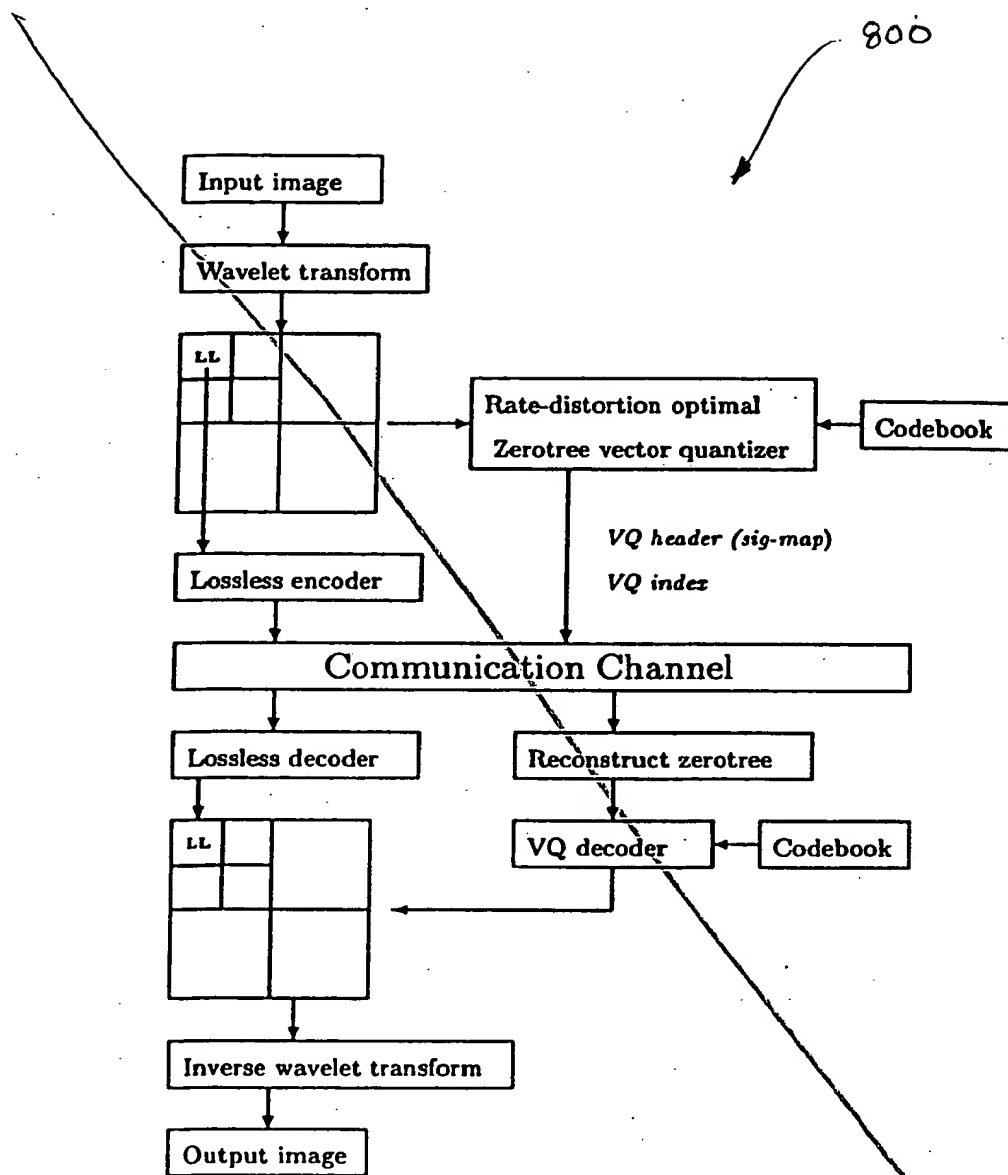 800
Input image
Wavelet transform
LL
Rate-distortion optimal
Zerotree vector quantizer
Codebook
VQ header (sig-map)
VQ index
Lossless encoder
Communication Channel
Lossless decoder
Reconstruct zerotree
LL
VQ decoder
Codebook
Inverse wavelet transform
Output image